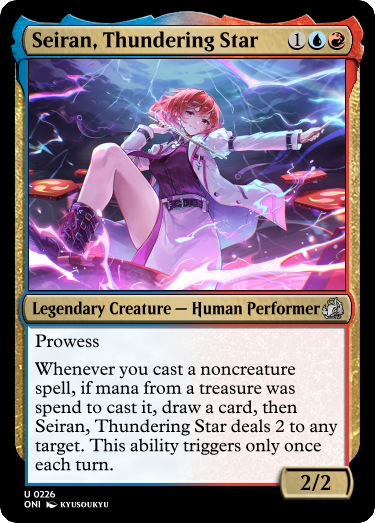 Seiran, Thundering Star 1
Legendary Creature — Human Performer
Prowess
Whenever you cast a noncreature
spell, if mana from a treasure was
spend to cast it, draw a card, then
Seiran, Thundering Star deals 2 to any
target. This ability triggers only once
each turn.
2/2
U 0226
ONI KYUSOUKYU